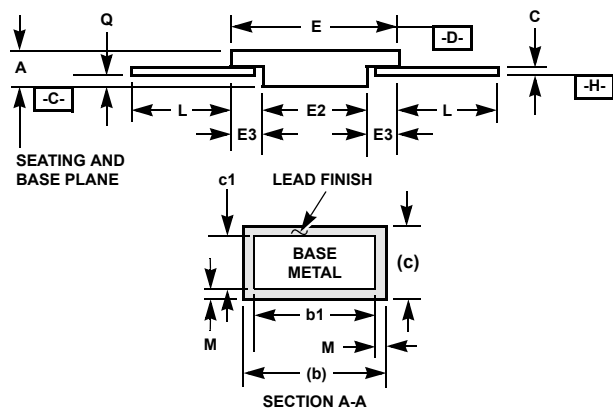 Q
E
C
-D-
A
-H-
-C-
L
E2
L
E3
E3
SEATING AND
BASE PLANE
c1
LEAD FINISH
BASE
METAL
(c)
b1
M
M
(b)
SECTION A-A